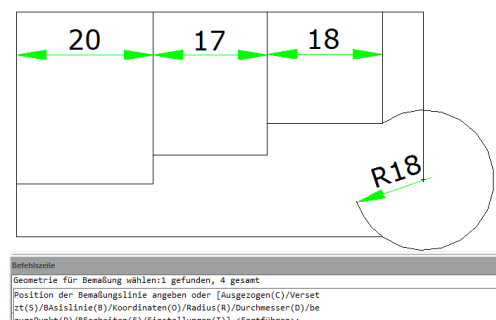 20 17 18
R18
Befehlszeile
Geometrie für Bemaßung wählen:1 gefunden, 4 gesamt
Position der Bemaßungslinie angeben oder [Ausgezogen(C)/Verset
zt(S)/BAsislinie(B)/Koordinaten(O)/Radius(R)/Durchmesser(D)/be